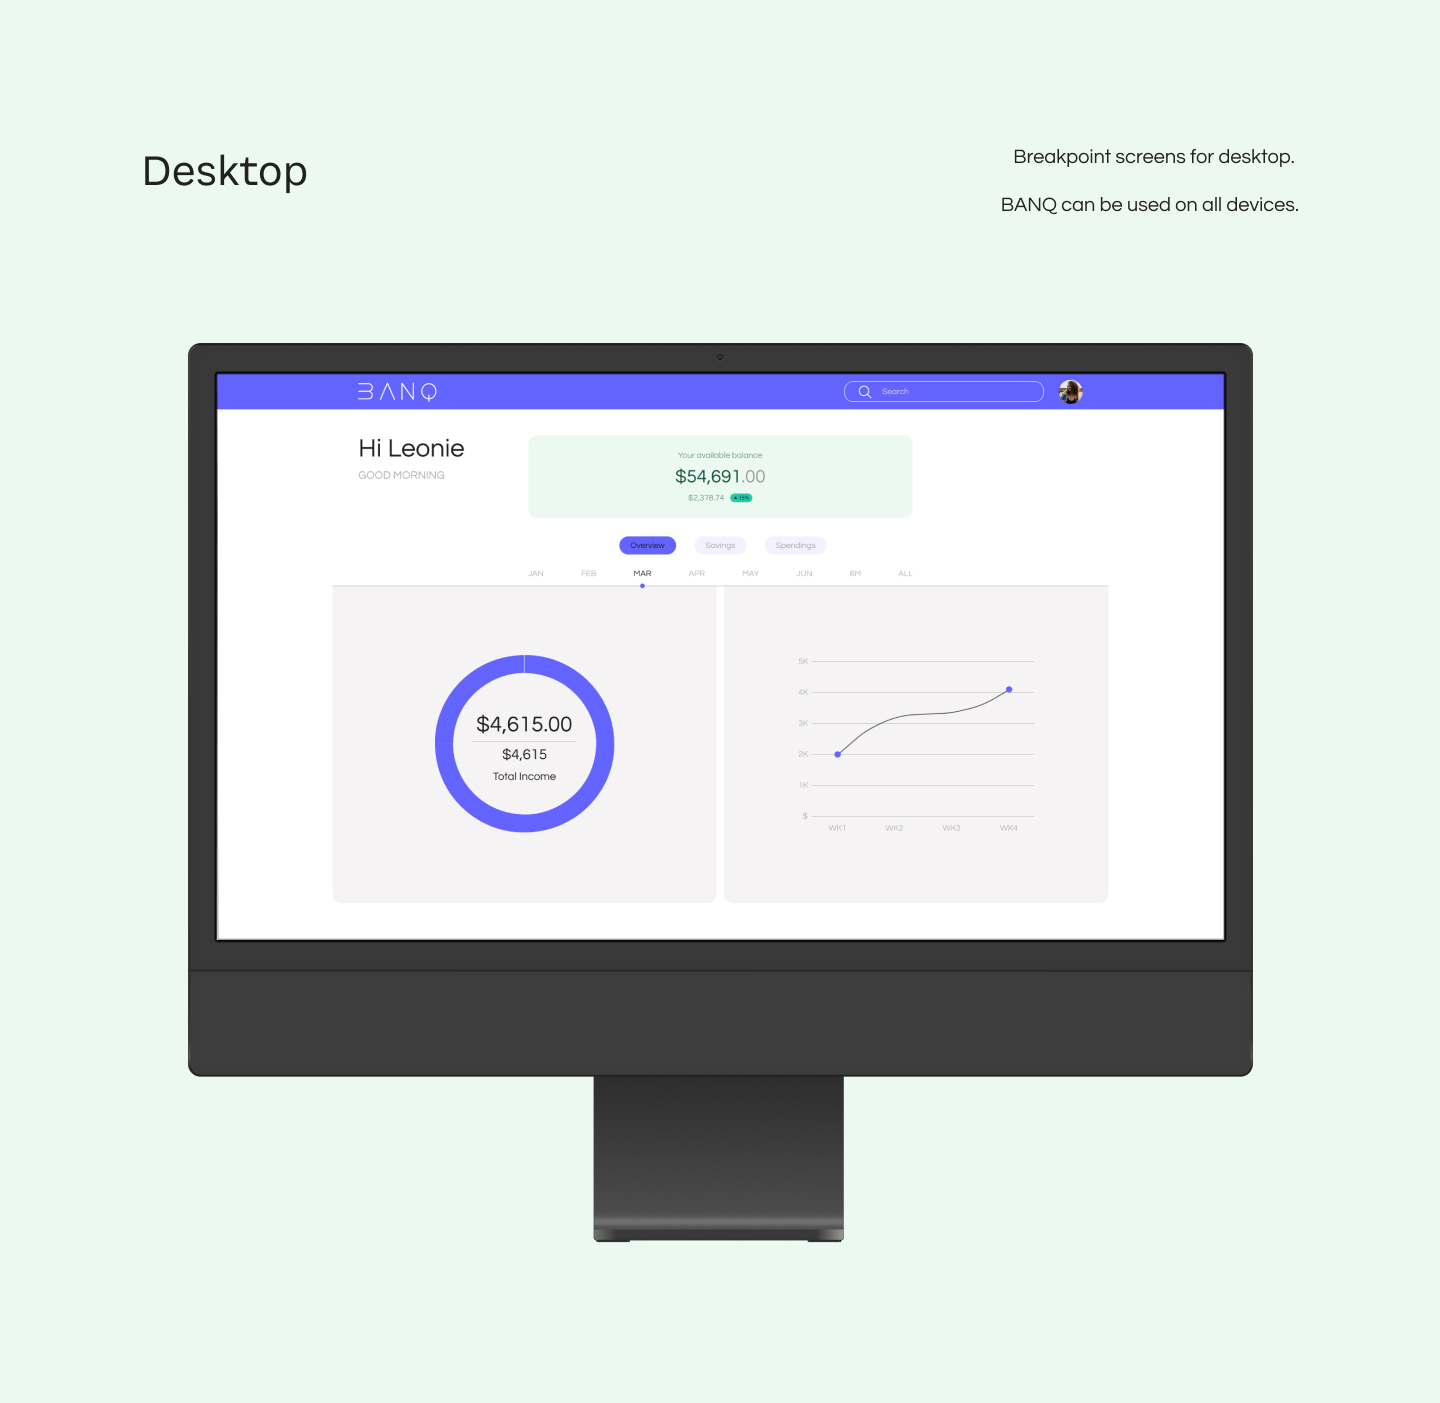 Desktop
Breakpoint screens for desktop.
BANQ can be used on all devices.
BANQ
Search
Hi Leonie
GOOD MORNING
Your available balance
$54,691.00
$2,378.74 ▲ 15%
Overview Savings Spendings
JAN FEB MAR APR MAY JUN 6M ALL
$4,615.00
$4,615
Total Income
5K
4K
3K
2K
1K
$
WK1 WK2 WK3 WK4